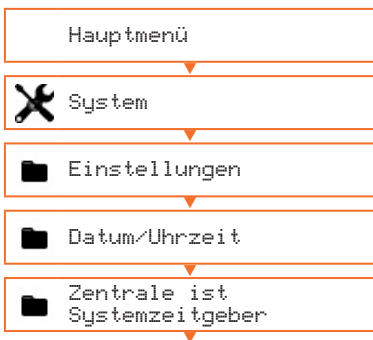 Hauptmenü
System
Einstellungen
Datum/Uhrzeit
Zentrale ist
Systemzeitgeber